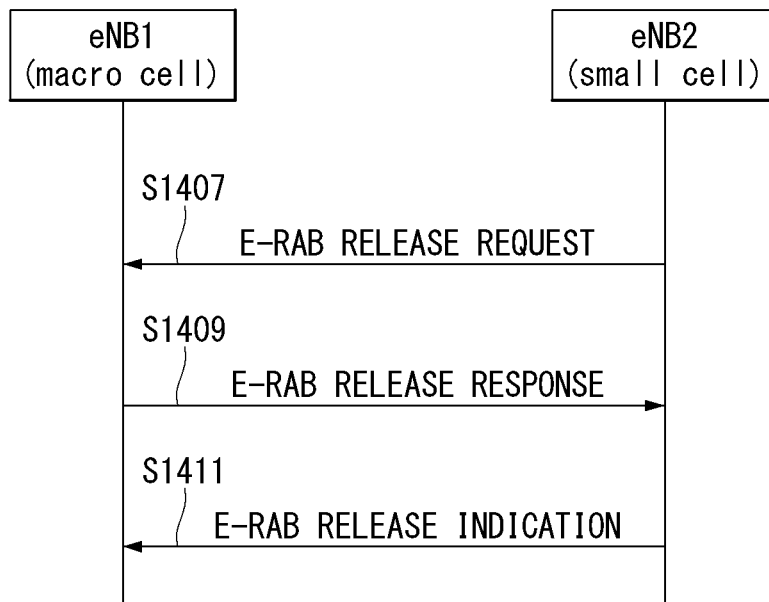 eNB1
(macro cell)
eNB2
(small cell)
S1407
E-RAB RELEASE REQUEST
S1409
E-RAB RELEASE RESPONSE
S1411
E-RAB RELEASE INDICATION